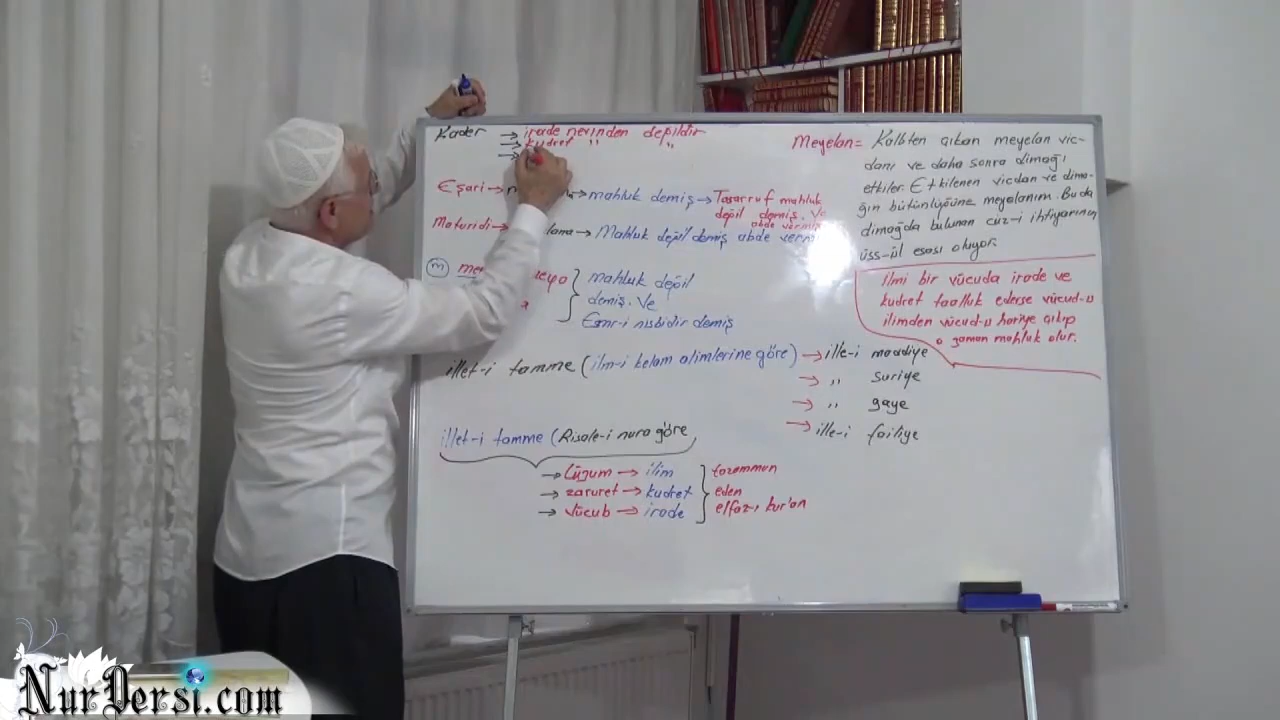 Kader → irade nevinden değildir
→ kudret " "
→
Eşari → mahluk demiş → Tasarruf mahluk
değil demiş. Ve
abde vermiş
Maturidi → Mahluk değil demiş abde
(m)
mahluk değil
demiş. Ve
Emr-i nisbidir demiş
illet-i tamme (ilm-i kelam alimlerine göre) → ille-i maddiye
→ " suriye
→ " gaye
→ ille-i failiye
illet-i tamme (Risale-i nura göre
→ Lüzum → ilim
→ zaruret → kudret
→ Vücub → irade
tazammun
eden
elfaz-ı kur'an
Meyelan = Kalbten çıkan meyelan vic-
danı ve daha sonra dimağı
etkiler. Etkilenen vicdan ve dima-
ğın bütünlüğüne meyelanım. Bu da
dimağda bulunan cüz-i ihtiyarının
üss-ül esası oluyor.
ilmi bir vücuda irade ve
kudret taalluk ederse vücud-u
ilimden vücud-u hariye çıkıp
o zaman mahluk olur.
NurDersi.com